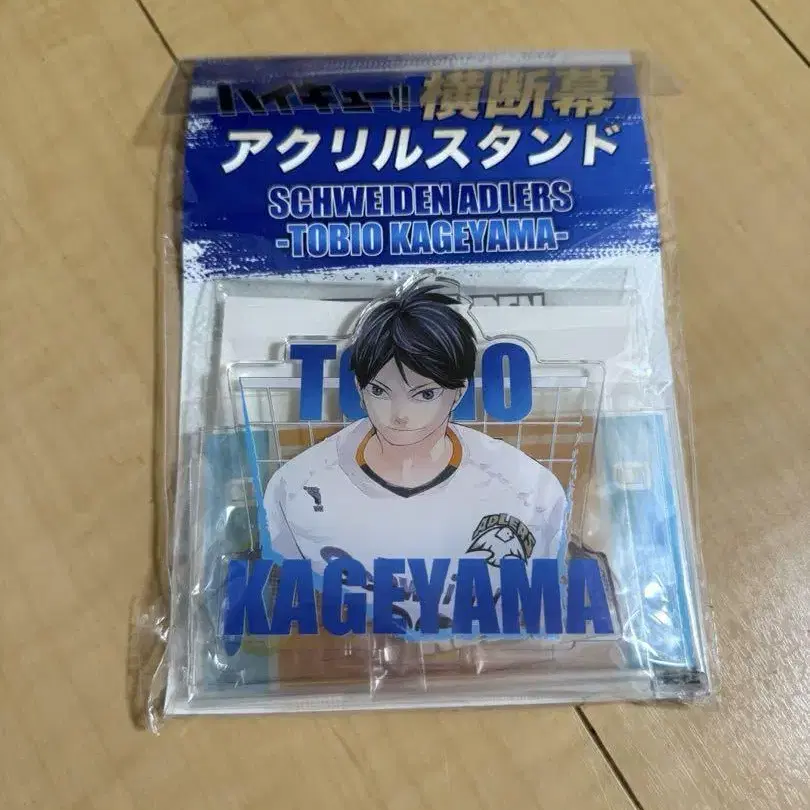 ハイキュー!! 横断幕
アクリルスタンド
SCHWEIDEN ADLERS
-TOBIO KAGEYAMA-
TOBIO
ADLERS
KAGEYAMA